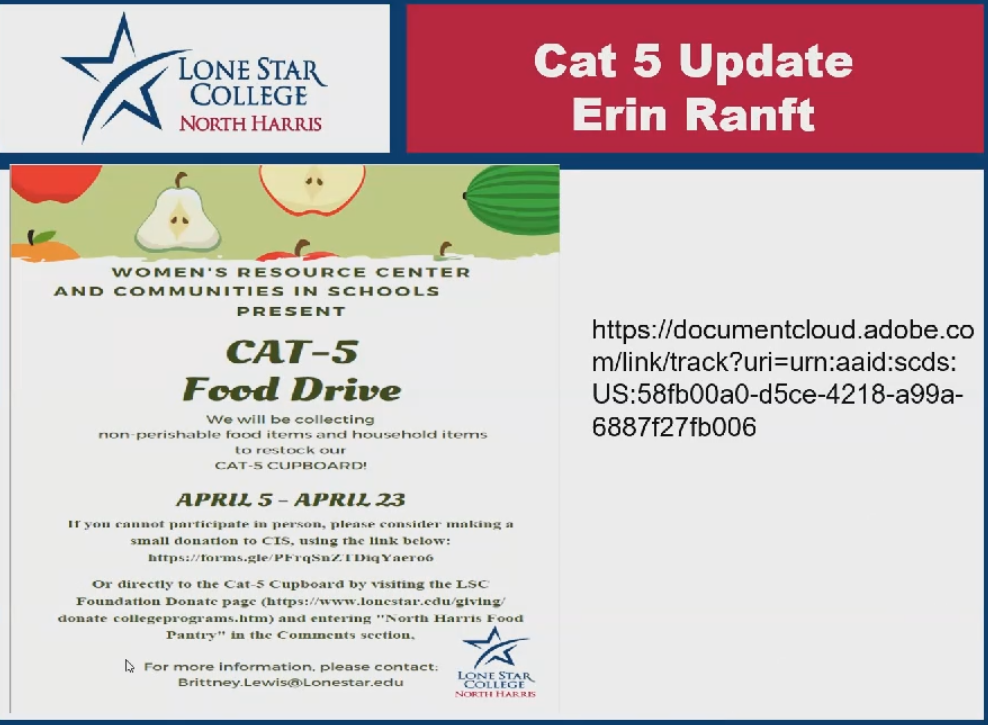 LONE STAR
COLLEGE
NORTH HARRIS
Cat 5 Update
Erin Ranft
WOMEN'S RESOURCE CENTER
AND COMMUNITIES IN SCHOOLS
PRESENT
CAT-5
Food Drive
We will be collecting
non-perishable food items and household items
to restock our
CAT-5 CUPBOARD!
APRIL 5 - APRIL 23
If you cannot participate in person, please consider making a
small donation to CIS, using the link below:
https://forms.gle/PFrqSnZTDiqYaero6
Or directly to the Cat-5 Cupboard by visiting the LSC
Foundation Donate page (https://www.lonestar.edu/giving/
donate-collegeprograms.htm) and entering "North Harris Food
Pantry" in the Comments section.
For more information, please contact:
Brittney.Lewis@Lonestar.edu
LONE STAR
COLLEGE
NORTH HARRIS
https://documentcloud.adobe.co
m/link/track?uri=urn:aaid:scds:
US:58fb00a0-d5ce-4218-a99a-
6887f27fb006